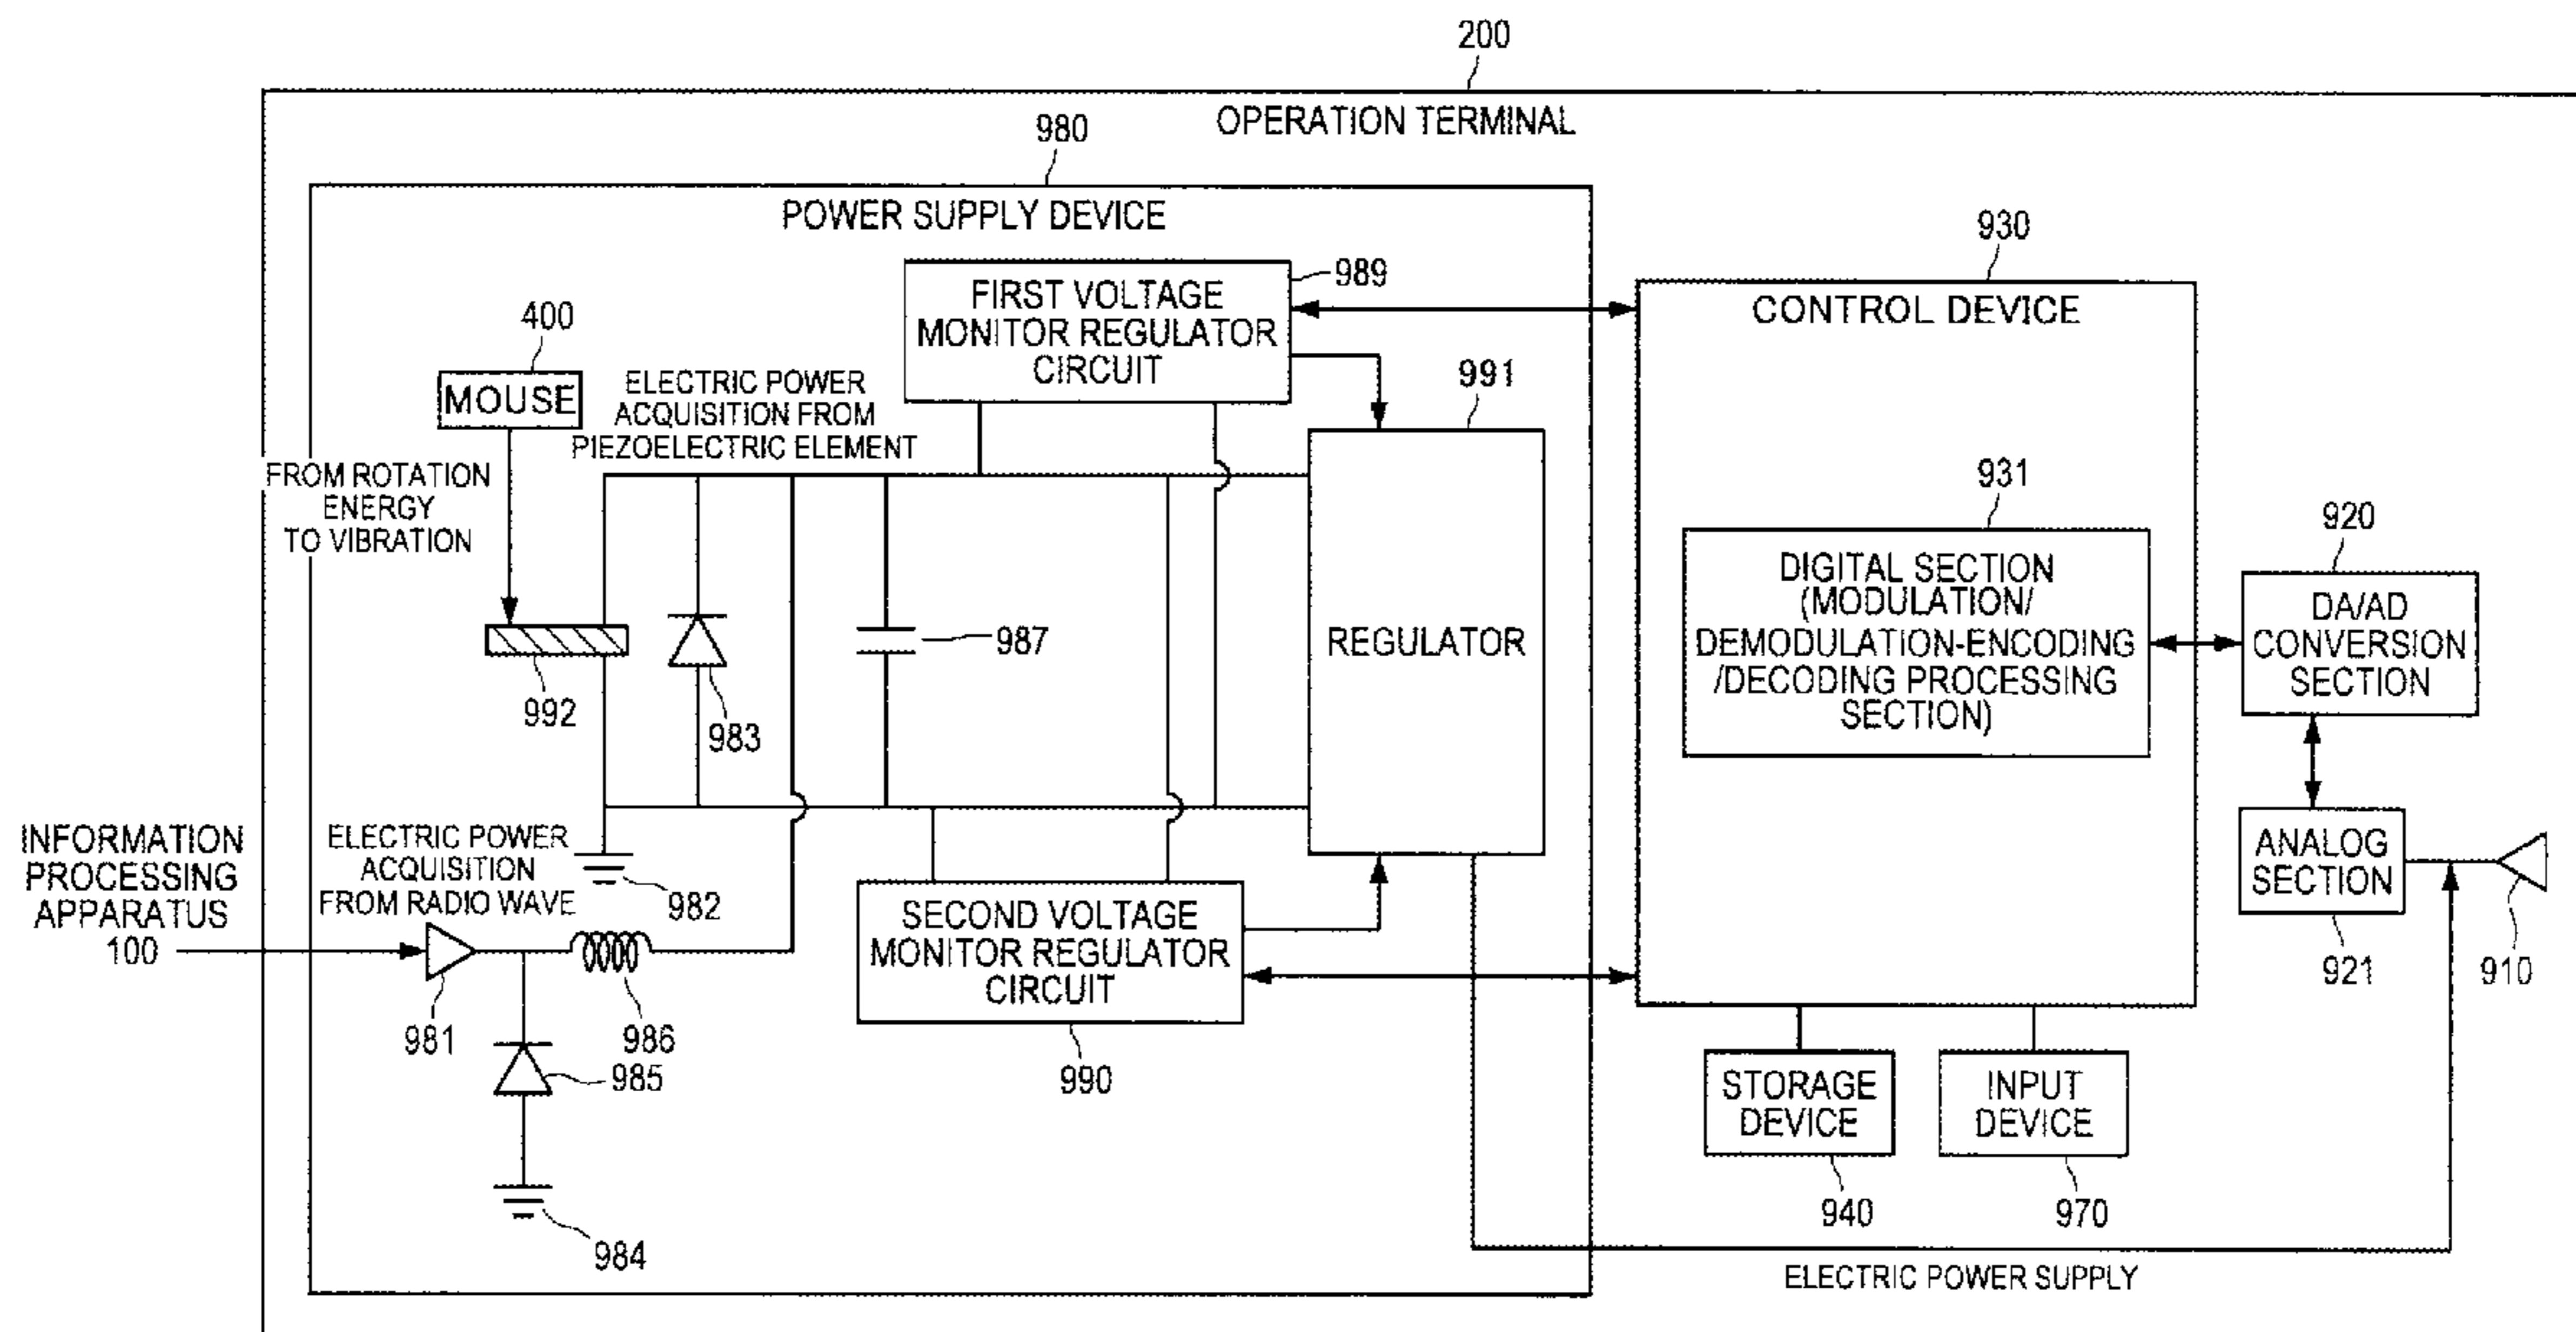 200
OPERATION TERMINAL
980
POWER SUPPLY DEVICE
930
989
FIRST VOLTAGE
MONITOR REGULATOR
CIRCUIT
CONTROL DEVICE
400
MOUSE
ELECTRIC POWER
ACQUISITION FROM
PIEZOELECTRIC ELEMENT
991
FROM ROTATION
ENERGY
TO VIBRATION
931
920
DIGITAL SECTION
(MODULATION/
DEMODULATION-ENCODING
/DECODING PROCESSING
SECTION)
DA/AD
CONVERSION
SECTION
REGULATOR
987
992
983
INFORMATION
PROCESSING
APPARATUS
100
ELECTRIC POWER
ACQUISITION
FROM RADIO WAVE
982
ANALOG
SECTION
921
910
SECOND VOLTAGE
MONITOR REGULATOR
CIRCUIT
981
986
985
990
STORAGE
DEVICE
INPUT
DEVICE
940
970
984
ELECTRIC POWER SUPPLY